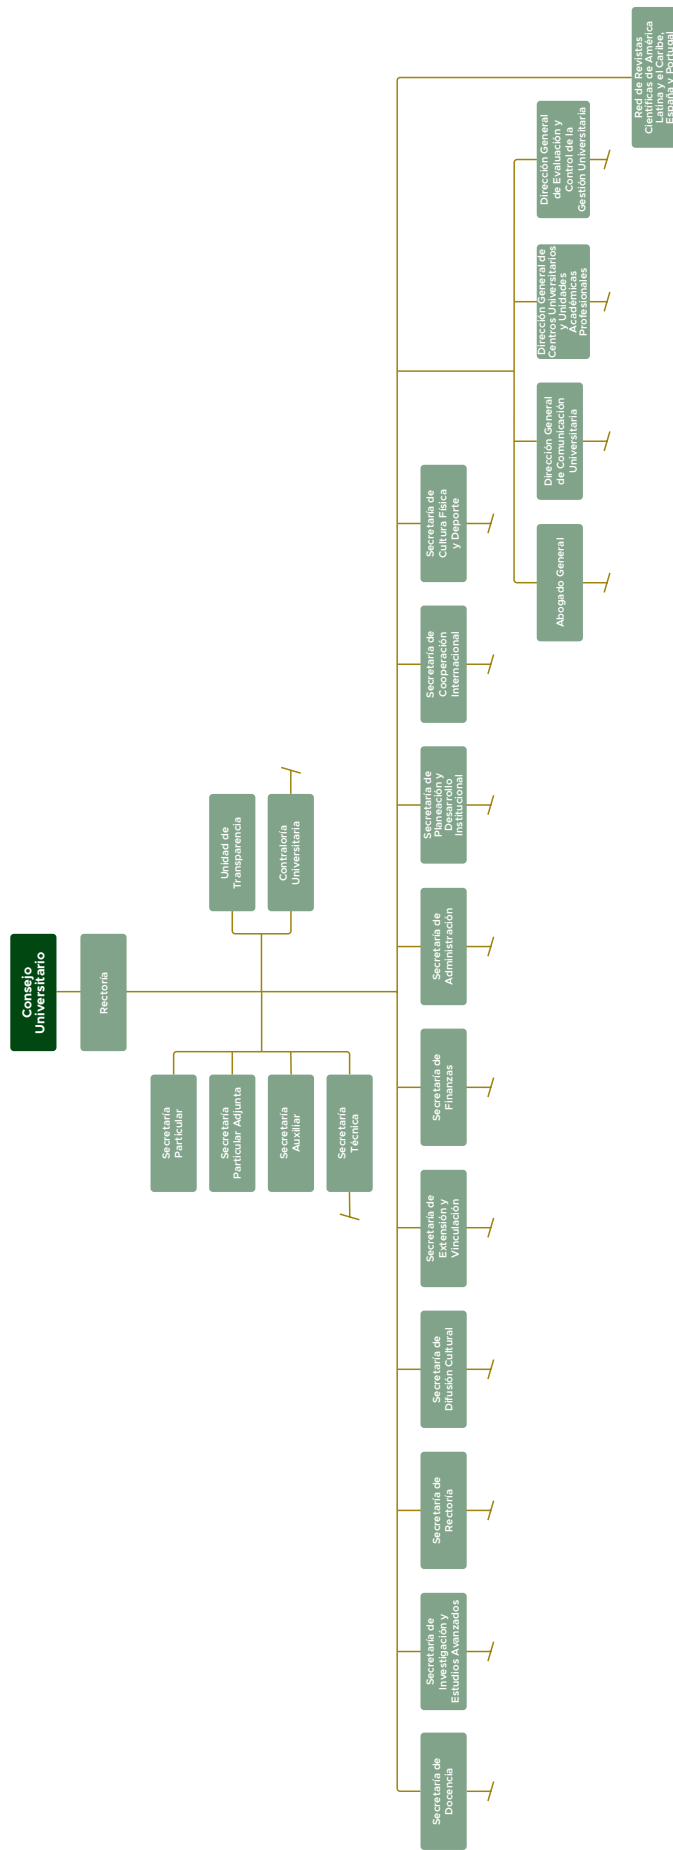 Consejo
Universitario
Rectoría
Secretaría
Particular
Secretaría
Particular Adjunta
Secretaría
Auxiliar
Secretaría
Técnica
Unidad de
Transparencia
Contraloría
Universitaria
Secretaría de
Docencia
Secretaría de
Investigación y
Estudios Avanzados
Secretaría de
Rectoría
Secretaría de
Difusión Cultural
Secretaría de
Extensión y
Vinculación
Secretaría de
Finanzas
Secretaría de
Administración
Secretaría de
Planeación y
Desarrollo
Institucional
Secretaría de
Cooperación
Internacional
Secretaría de
Cultura Física
y Deporte
Abogado General
Dirección General
de Comunicación
Universitaria
Dirección General de
Centros Universitarios
y Unidades
Académicas
Profesionales
Dirección General
de Evaluación y
Control de la
Gestión Universitaria
Red de Revistas
Científicas de América
Latina y el Caribe,
España y Portugal